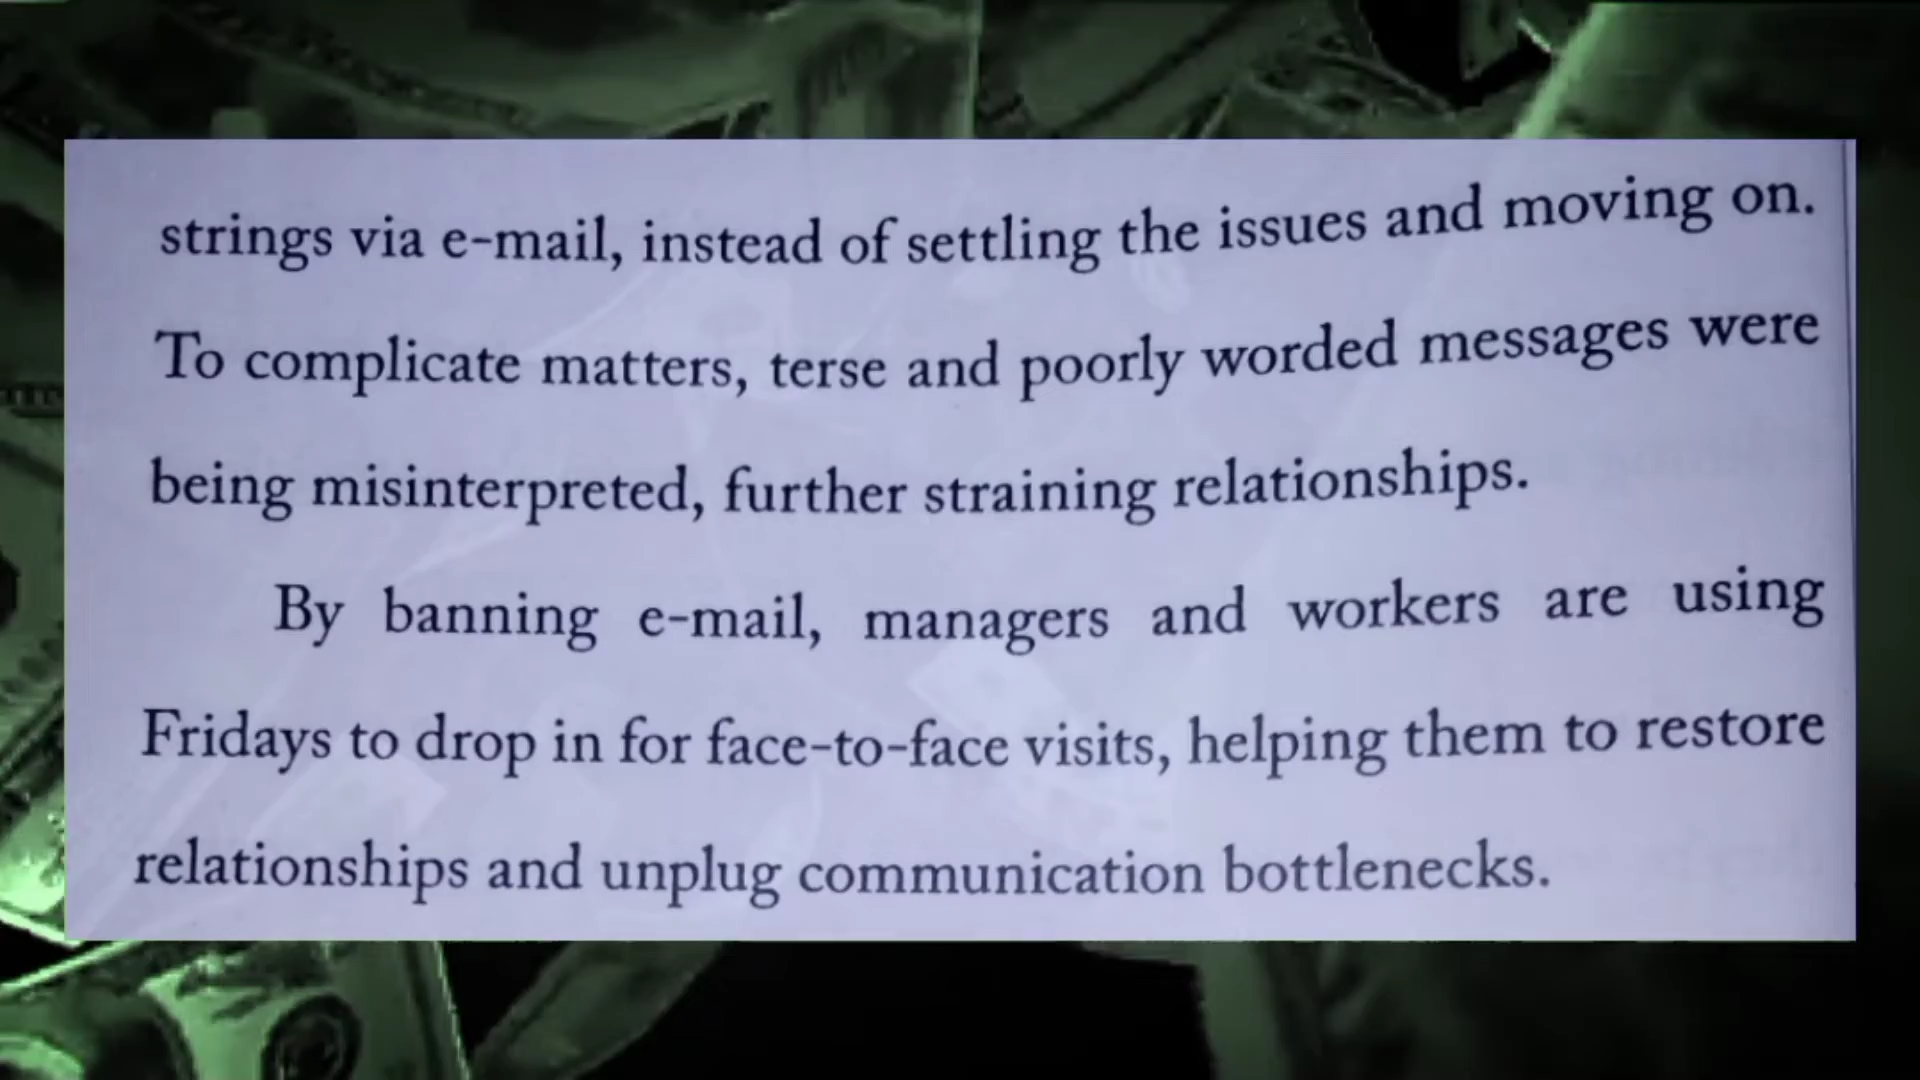 strings via e-mail, instead of settling the issues and moving on.
To complicate matters, terse and poorly worded messages were
being misinterpreted, further straining relationships.
By banning e-mail, managers and workers are using
Fridays to drop in for face-to-face visits, helping them to restore
relationships and unplug communication bottlenecks.